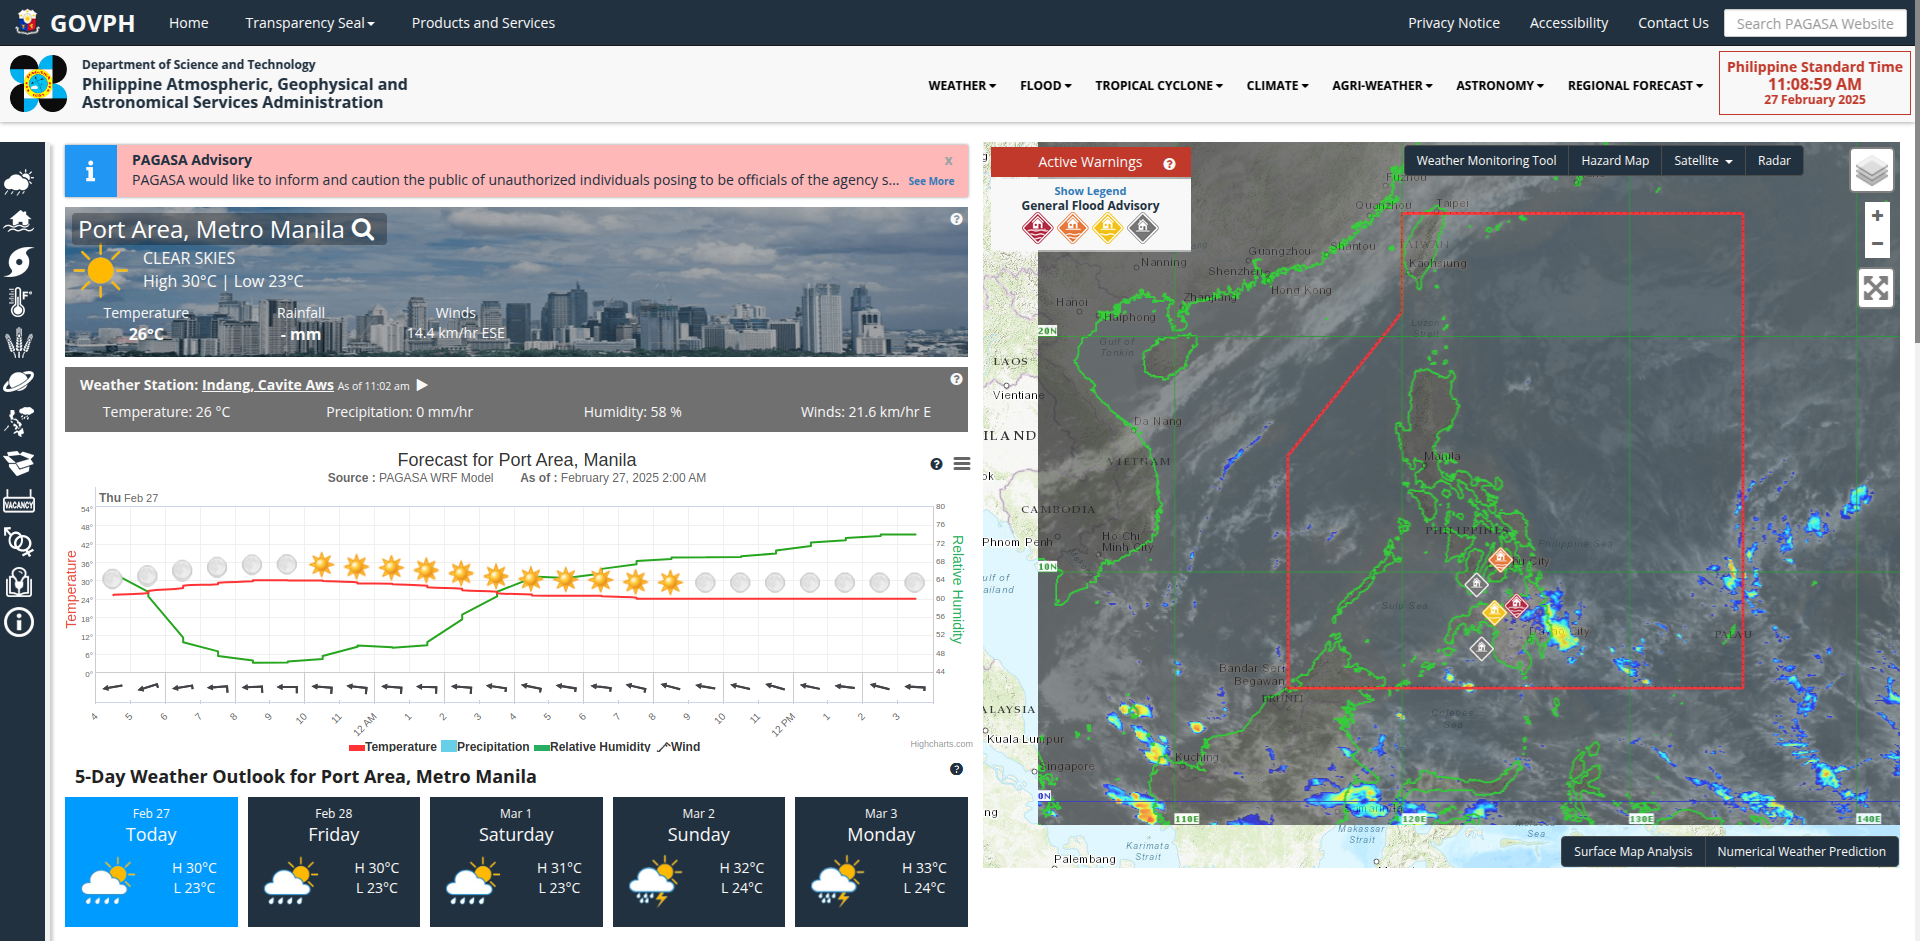 GOVPH
Home
Transparency Seal
Products and Services
Privacy Notice
Accessibility
Contact Us
Search PAGASA Website
Department of Science and Technology
Philippine Atmospheric, Geophysical and
Astronomical Services Administration
WEATHER
FLOOD
TROPICAL CYCLONE
CLIMATE
AGRI-WEATHER
ASTRONOMY
REGIONAL FORECAST
Philippine Standard Time
11:08:59 AM
27 February 2025
VACANCY
PAGASA Advisory
x
PAGASA would like to inform and caution the public of unauthorized individuals posing to be officials of the agency s... See More
Port Area, Metro Manila
CLEAR SKIES
High 30°C | Low 23°C
Temperature
Rainfall
Winds
26°C
- mm
14.4 km/hr ESE
Weather Station: Indang, Cavite Aws As of 11:02 am
Temperature: 26 °C
Precipitation: 0 mm/hr
Humidity: 58 %
Winds: 21.6 km/hr E
Forecast for Port Area, Manila
Source : PAGASA WRF Model As of : February 27, 2025 2:00 AM
Thu Feb 27
Temperature
54°
48°
42°
36°
30°
24°
18°
12°
6°
0°
80
76
72
68
64
60
56
52
48
44
Relative Humidity
4
5
6
7
8
9
10
11
12 AM
1
2
3
4
5
6
7
8
9
10
11
12 PM
1
2
3
Temperature
Precipitation
Relative Humidity
Wind
Highcharts.com
5-Day Weather Outlook for Port Area, Metro Manila
Feb 27
Today
H 30°C
L 23°C
Feb 28
Friday
H 30°C
L 23°C
Mar 1
Saturday
H 31°C
L 23°C
Mar 2
Sunday
H 32°C
L 24°C
Mar 3
Monday
H 33°C
L 24°C
Active Warnings
Show Legend
General Flood Advisory
Weather Monitoring Tool
Hazard Map
Satellite
Radar
+
−
Fuzhou
Taipei
Quanzhou
TAIWAN
Shantou
Guangzhou
Kaohsiung
Nanning
Shenzhen
Hong Kong
Zhanjiang
Hanoi
Haiphong
20N
Luzon
Strait
Gulf of
Tonkin
LAOS
Vientiane
Da Nang
ILAND
VIETNAM
Manila
ok
CAMBODIA
Phnom Penh
Ho Chi
Minh City
PHILIPPINES
Philippine Sea
10N
ulf of
ailand
Sulu Sea
PALAU
Bandar Seri
Begawan
BRUNEI
ALAYSIA
Celebes
Sea
Kuala Lumpur
Kuching
Singapore
0N
ng
110E
120E
130E
140E
Samarinda
Makassar
Strait
Sea
Karimata
Strait
Palembang
Surface Map Analysis
Numerical Weather Prediction